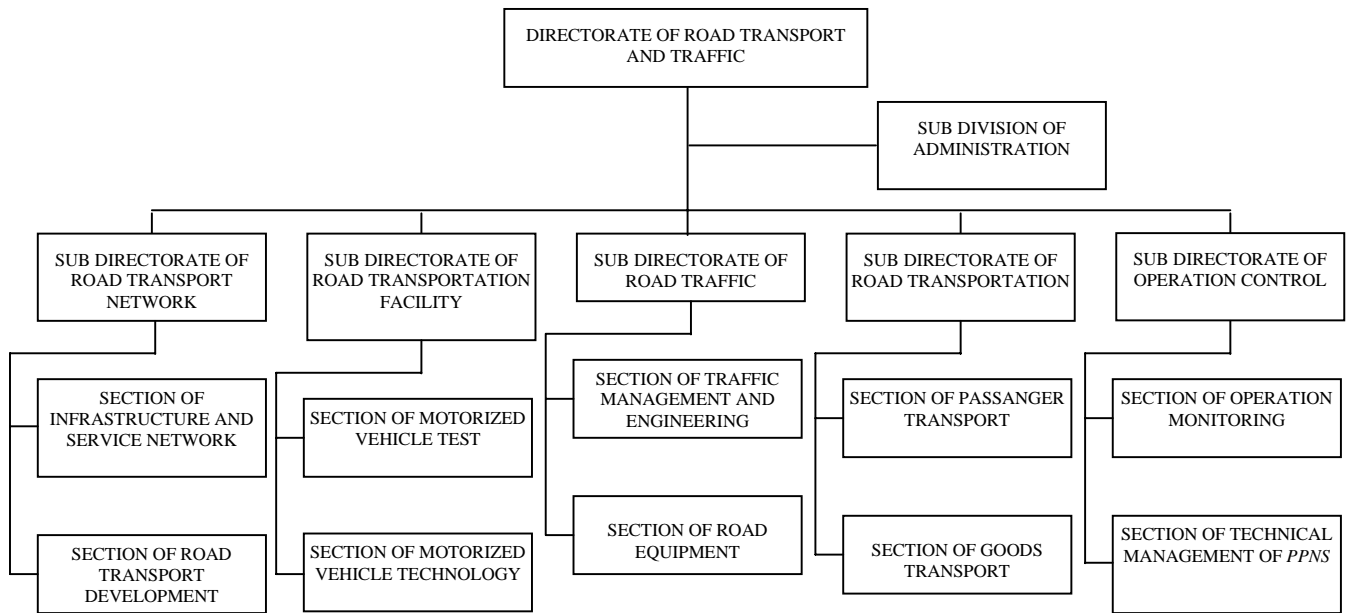 DIRECTORATE OF ROAD TRANSPORT
AND TRAFFIC
SUB DIVISION OF
ADMINISTRATION
SUB DIRECTORATE OF
ROAD TRANSPORT
NETWORK
SUB DIRECTORATE OF
ROAD TRANSPORTATION
FACILITY
SUB DIRECTORATE OF
ROAD TRAFFIC
SUB DIRECTORATE OF
ROAD TRANSPORTATION
SUB DIRECTORATE OF
OPERATION CONTROL
SECTION OF
INFRASTRUCTURE AND
SERVICE NETWORK
SECTION OF MOTORIZED
VEHICLE TEST
SECTION OF TRAFFIC
MANAGEMENT AND
ENGINEERING
SECTION OF PASSANGER
TRANSPORT
SECTION OF OPERATION
MONITORING
SECTION OF ROAD
TRANSPORT
DEVELOPMENT
SECTION OF MOTORIZED
VEHICLE TECHNOLOGY
SECTION OF ROAD
EQUIPMENT
SECTION OF GOODS
TRANSPORT
SECTION OF TECHNICAL
MANAGEMENT OF PPNS